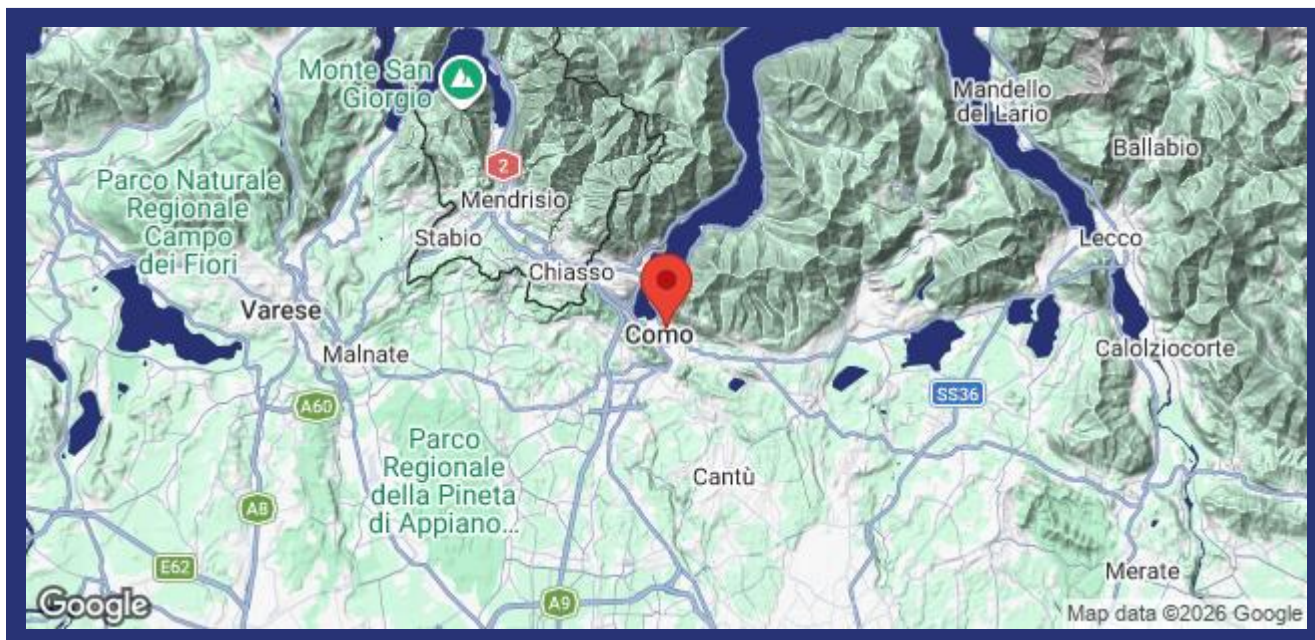 Monte San
Giorgio
Mandello
del Lario
Ballabio
2
Parco Naturale
Regionale
Campo
dei Fiori
Mendrisio
Stabio
Lecco
Chiasso
Varese
Como
Malnate
Calolziocorte
A60
SS36
Parco
Regionale
della Pineta
di Appiano...
Cantù
A8
E62
Merate
A9
Google
Map data ©2026 Google